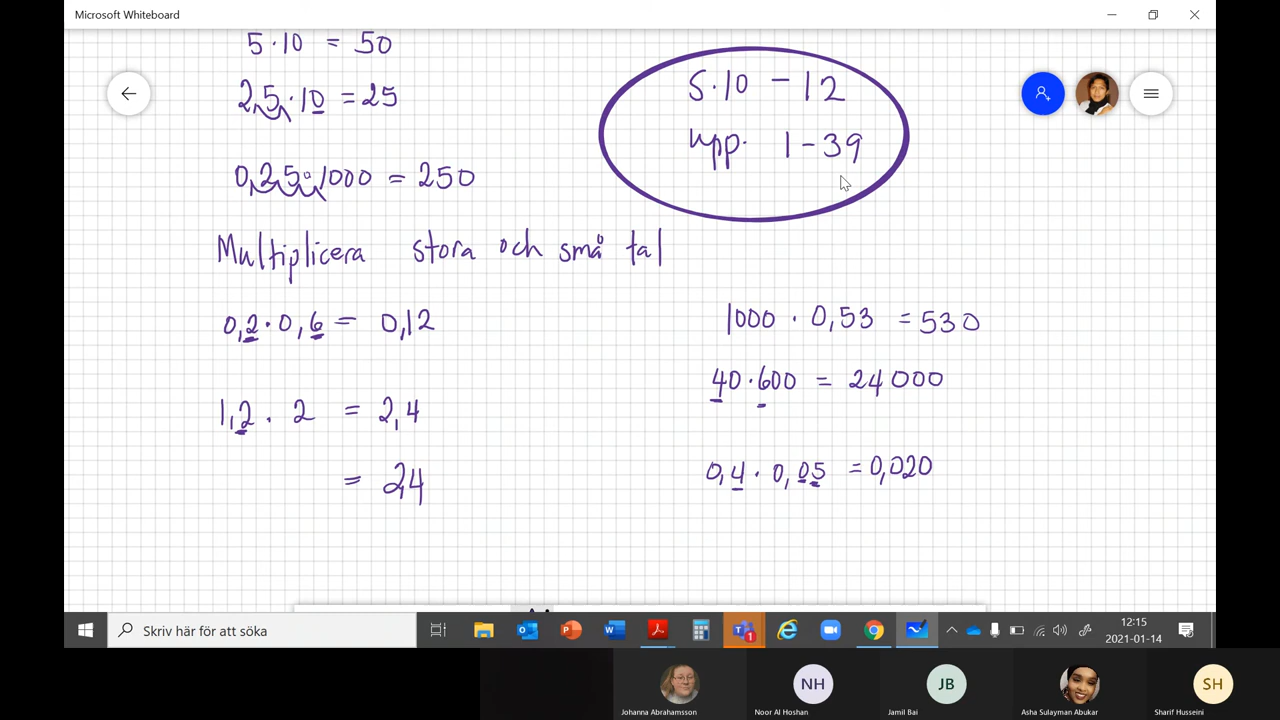 Microsoft Whiteboard
5·10 = 50
2,5·10 = 25
0,25·1000 = 250
S.10 - 12
upp. 1 - 39
Multiplicera stora och små tal
0,2 · 0,6 = 0,12
1,2 · 2 = 2,4
= 2,4
1000 · 0,53 = 530
40 · 600 = 24 000
0,4 · 0,05 = 0,020
Skriv här för att söka
1
12:15
2021-01-14
Johanna Abrahamsson
NH
Noor Al Hoshan
JB
Jamil Bai
Asha Sulayman Abukar
SH
Sharif Husseini